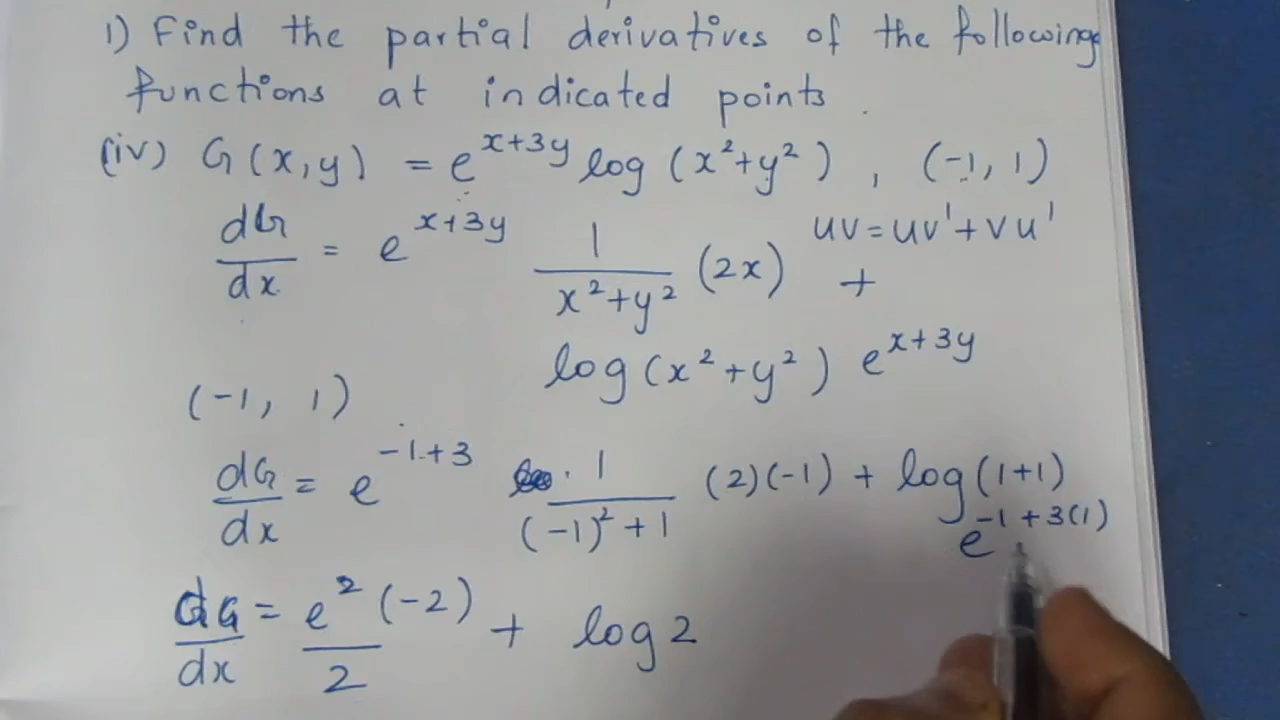 1) Find the partial derivatives of the following
functions at indicated points.
(iv) G(x,y) = e^{x+3y} log (x²+y²) , (-1, 1)
dG/dx = e^{x+3y} 1/(x²+y²) (2x) +
uv = uv' + vu'
log (x²+y²) e^{x+3y}
(-1, 1)
dG/dx = e^{-1+3} · 1/((-1)²+1) (2)(-1) + log(1+1)
e^{-1+3(1)}
dG/dx = e²(-2)/2 + log 2